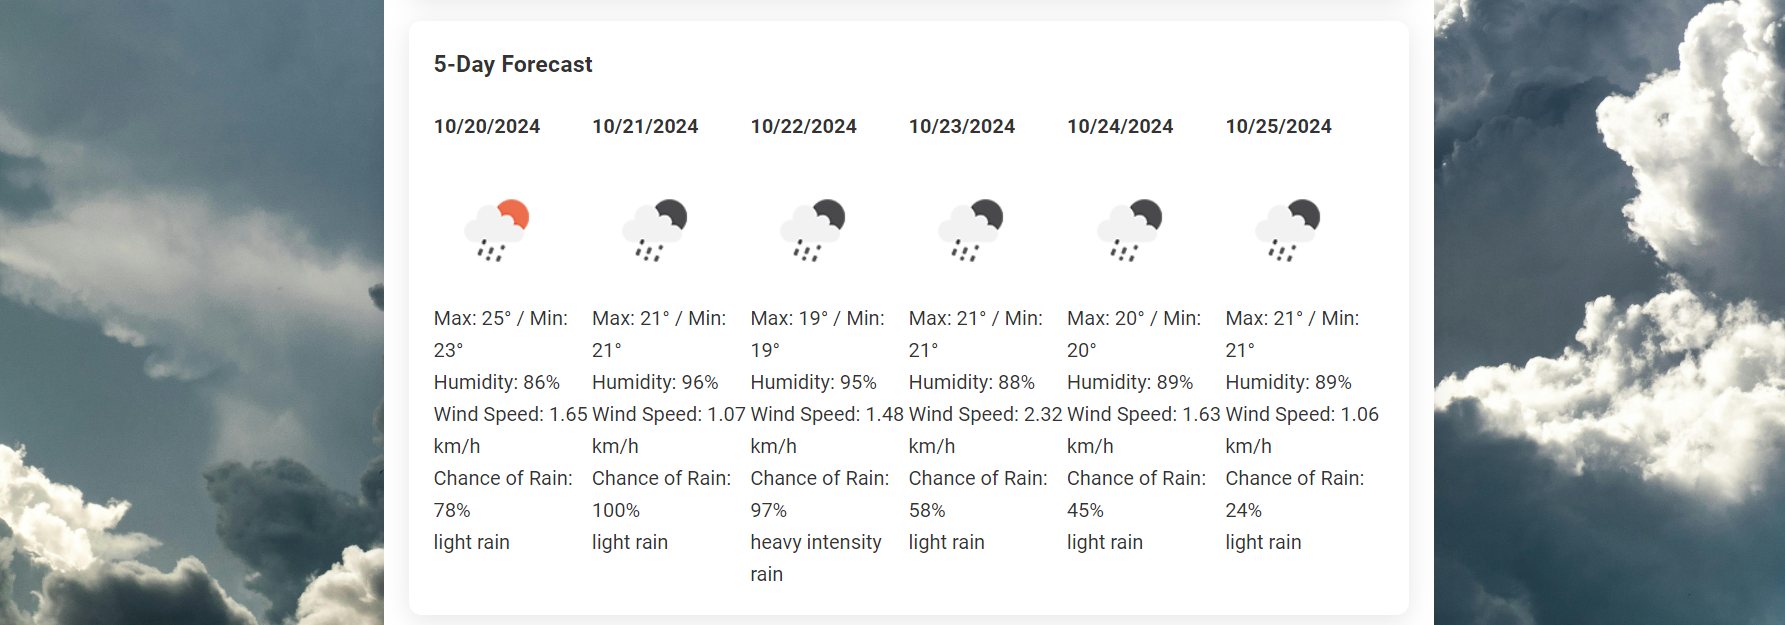 5-Day Forecast
10/20/2024
Max: 25° / Min:
23°
Humidity: 86%
Wind Speed: 1.65
km/h
Chance of Rain:
78%
light rain
10/21/2024
Max: 21° / Min:
21°
Humidity: 96%
Wind Speed: 1.07
km/h
Chance of Rain:
100%
light rain
10/22/2024
Max: 19° / Min:
19°
Humidity: 95%
Wind Speed: 1.48
km/h
Chance of Rain:
97%
heavy intensity
rain
10/23/2024
Max: 21° / Min:
21°
Humidity: 88%
Wind Speed: 2.32
km/h
Chance of Rain:
58%
light rain
10/24/2024
Max: 20° / Min:
20°
Humidity: 89%
Wind Speed: 1.63
km/h
Chance of Rain:
45%
light rain
10/25/2024
Max: 21° / Min:
21°
Humidity: 89%
Wind Speed: 1.06
km/h
Chance of Rain:
24%
light rain